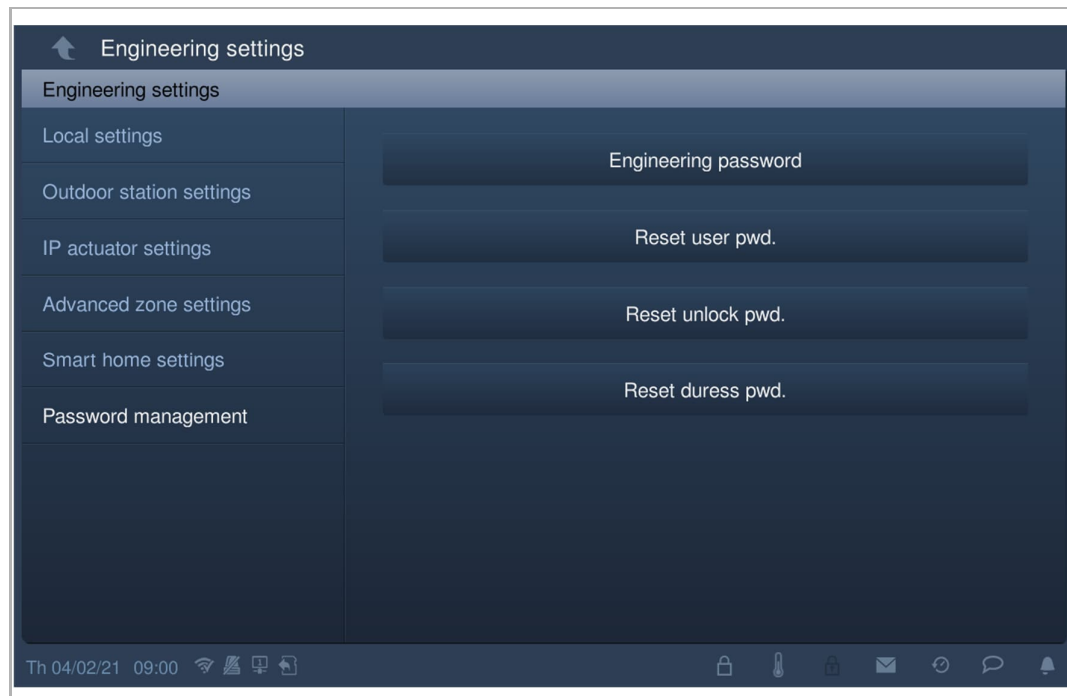 Engineering settings
Engineering settings
Local settings
Outdoor station settings
IP actuator settings
Advanced zone settings
Smart home settings
Password management
Engineering password
Reset user pwd.
Reset unlock pwd.
Reset duress pwd.
Th 04/02/21 09:00